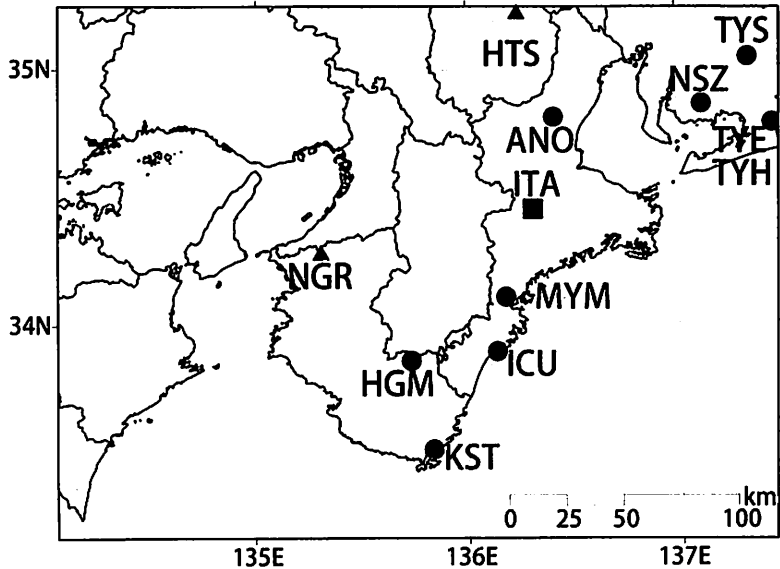 TYS
35N
HTS
NSZ
ANO
TYE
TYH
ITA
NGR
MYM
34N
ICU
HGM
KST
km
0 25 50 100
135E 136E 137E